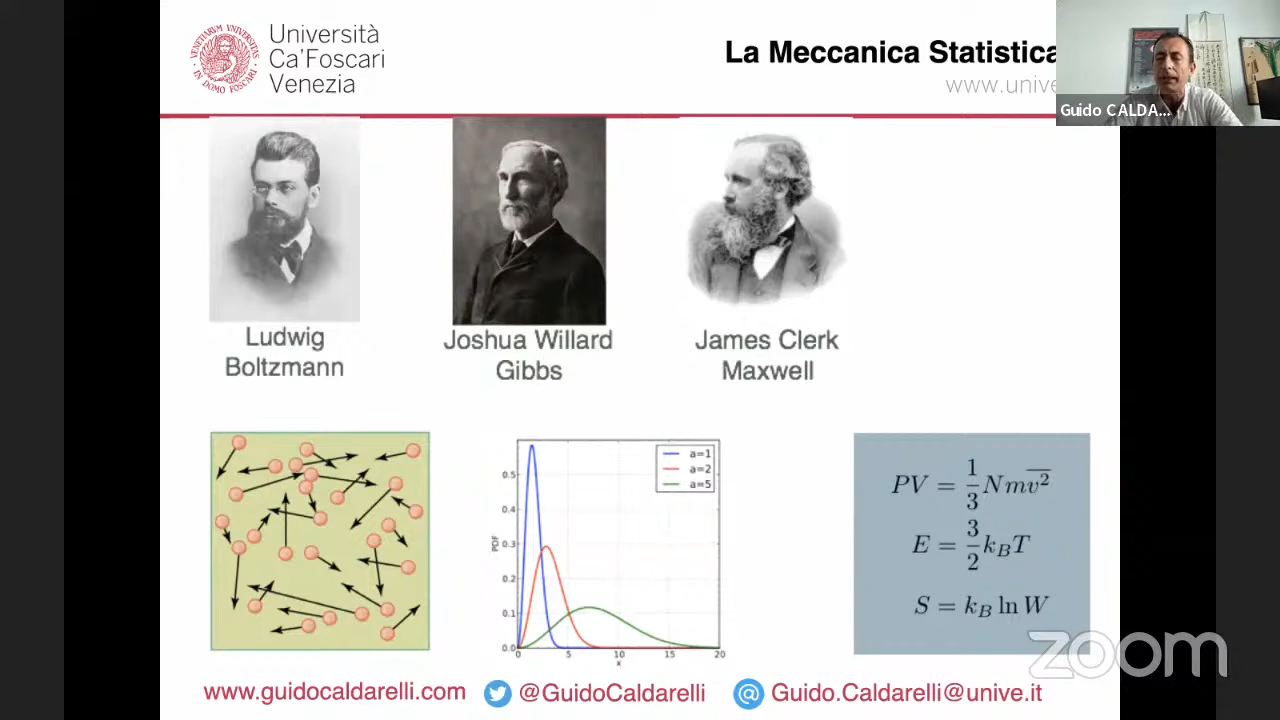 Università
Ca'Foscari
Venezia
La Meccanica Statistica
www.unive
Guido CALDA...
Ludwig
Boltzmann
Joshua Willard
Gibbs
James Clerk
Maxwell
a=1
a=2
a=5
0.5
0.4
0.3
0.2
0.1
0.0
PDF
0 5 10 15 20
x
PV = 1/3 Nm\overline{v^2}
E = 3/2 k_B T
S = k_B ln W
zoom
www.guidocaldarelli.com @GuidoCaldarelli @ Guido.Caldarelli@unive.it